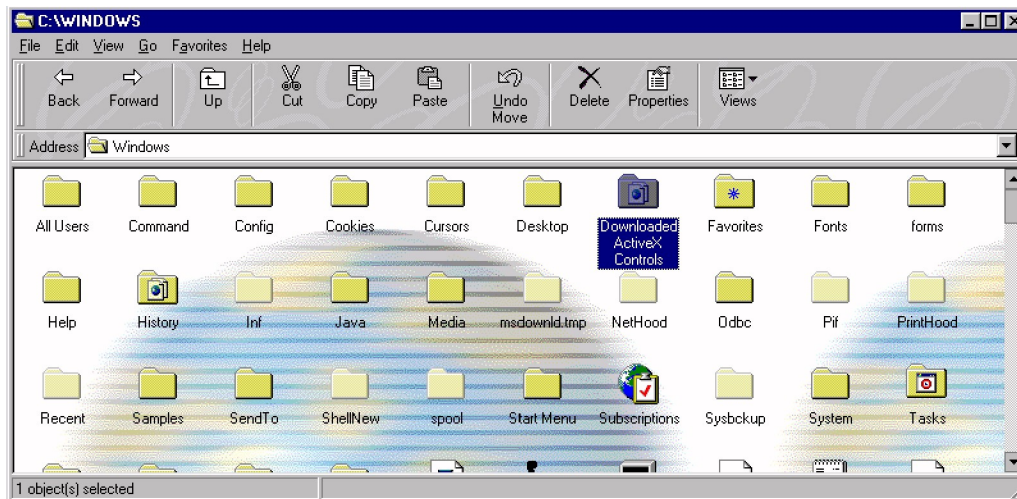 C:\WINDOWS
File Edit View Go Favorites Help
Back Forward Up Cut Copy Paste Undo Move Delete Properties Views
Address Windows
All Users Command Config Cookies Cursors Desktop Downloaded ActiveX Controls Favorites Fonts forms
Help History Inf Java Media msdownld.tmp NetHood Odbc Pif PrintHood
Recent Samples SendTo ShellNew spool Start Menu Subscriptions Sysbckup System Tasks
1 object(s) selected